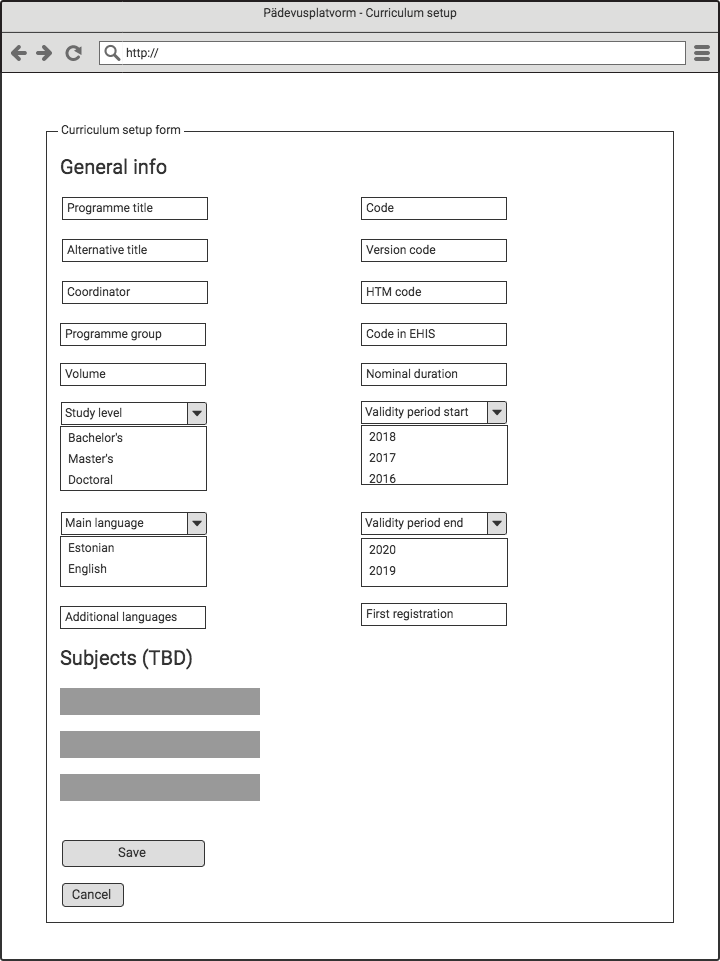 Pädevusplatvorm - Curriculum setup
http://
Curriculum setup form
General info
Programme title
Code
Alternative title
Version code
Coordinator
HTM code
Programme group
Code in EHIS
Volume
Nominal duration
Study level
Bachelor's
Master's
Doctoral
Validity period start
2018
2017
2016
Main language
Estonian
English
Validity period end
2020
2019
Additional languages
First registration
Subjects (TBD)
Save
Cancel